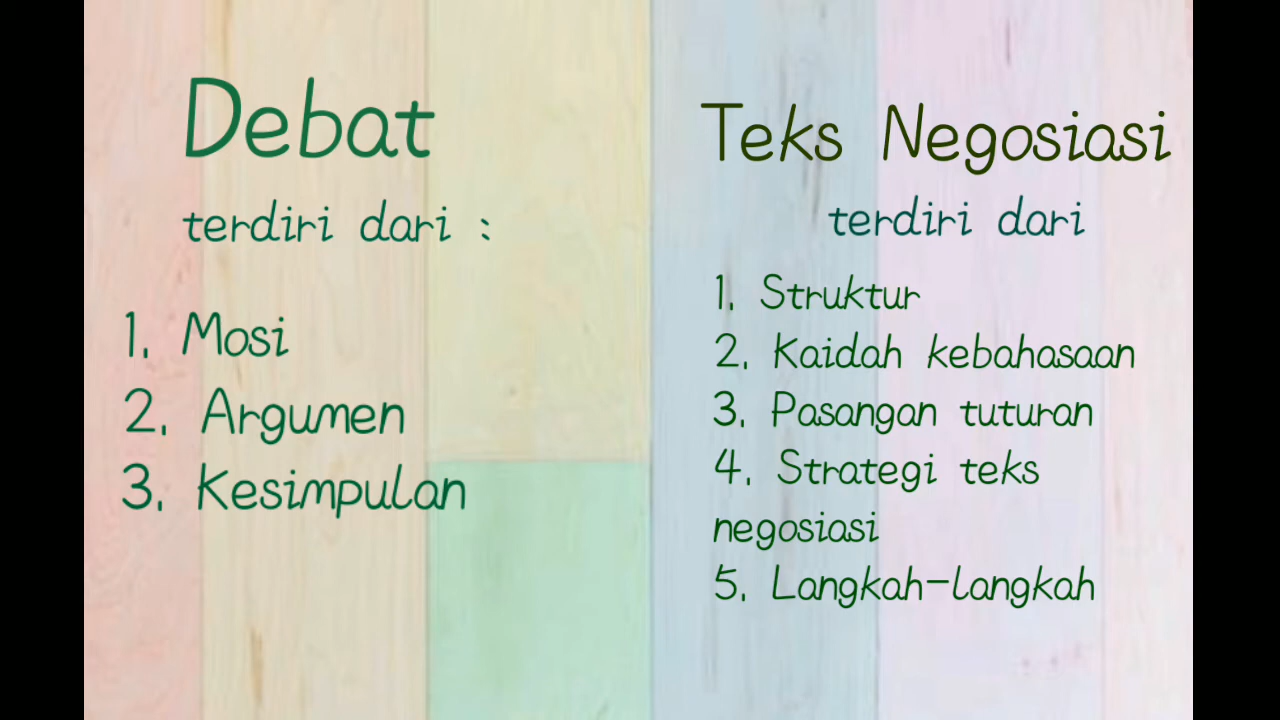 Debat
terdiri dari :
1. Mosi
2. Argumen
3. Kesimpulan
Teks Negosiasi
terdiri dari
1. Struktur
2. Kaidah kebahasaan
3. Pasangan tuturan
4. Strategi teks
negosiasi
5. Langkah-langkah